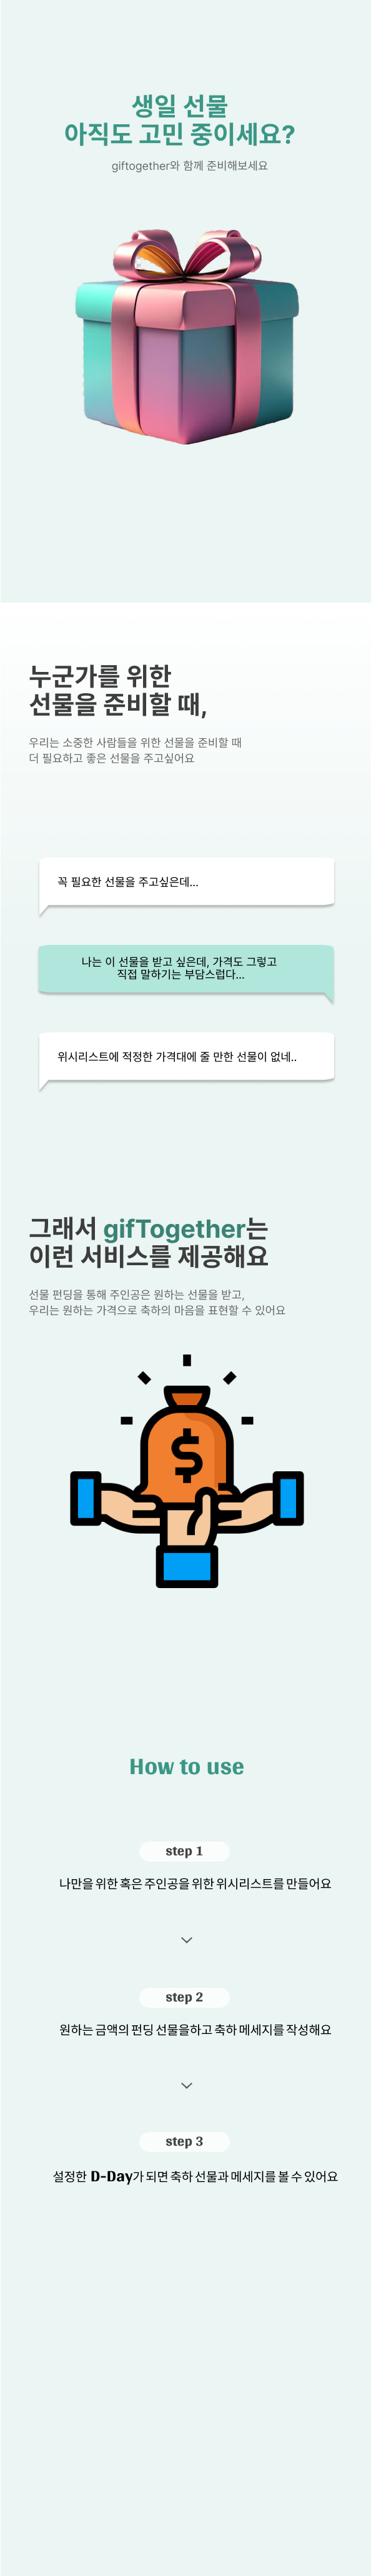 생일 선물
아직도 고민 중이세요?
giftogether와 함께 준비해보세요
누군가를 위한
선물을 준비할 때,
우리는 소중한 사람들을 위한 선물을 준비할 때
더 필요하고 좋은 선물을 주고싶어요
꼭 필요한 선물을 주고싶은데...
나는 이 선물을 받고 싶은데, 가격도 그렇고
직접 말하기는 부담스럽다...
위시리스트에 적정한 가격대에 줄 만한 선물이 없네..
그래서 gifTogether는
이런 서비스를 제공해요
선물 펀딩을 통해 주인공은 원하는 선물을 받고,
우리는 원하는 가격으로 축하의 마음을 표현할 수 있어요
$
How to use
step 1
나만을 위한 혹은 주인공을 위한 위시리스트를 만들어요
step 2
원하는 금액의 펀딩 선물을하고 축하 메세지를 작성해요
step 3
설정한 D-Day가 되면 축하 선물과 메세지를 볼 수 있어요